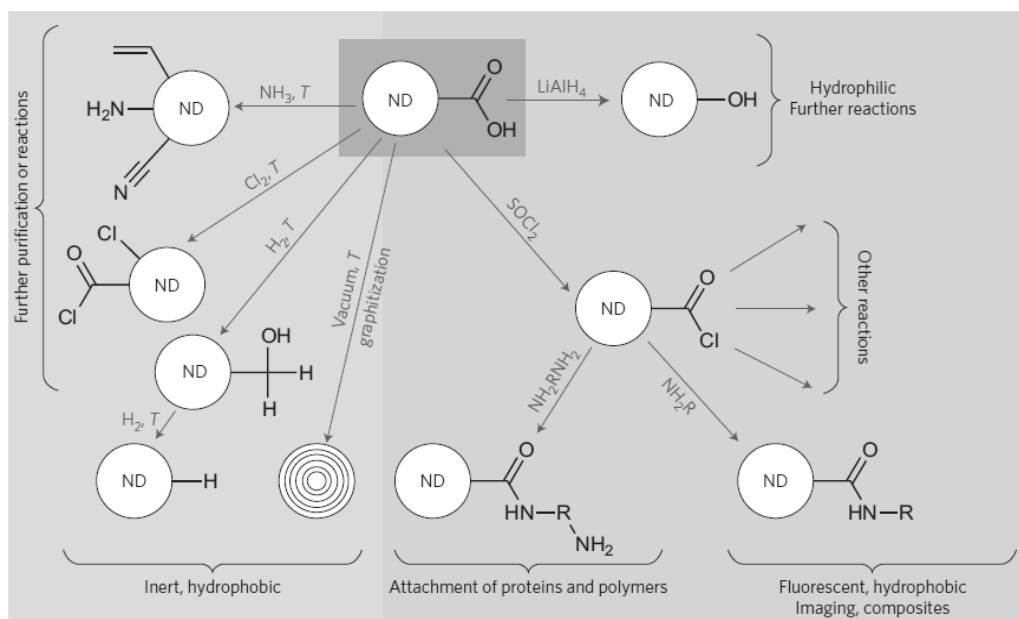 Further purification or reactions
H₂N
ND
N
NH₃, T
ND
O
OH
LiAlH₄
ND
OH
Hydrophilic
Further reactions
Cl₂, T
H₂, T
Vacuum, T
graphitization
SOCl₂
O
Cl
Cl
ND
ND
OH
H
H
ND
O
Cl
Other
reactions
H₂, T
NH₂RNH₂
NH₂R
ND
H
ND
O
HN
R
NH₂
ND
O
HN
R
Inert, hydrophobic
Attachment of proteins and polymers
Fluorescent, hydrophobic
Imaging, composites